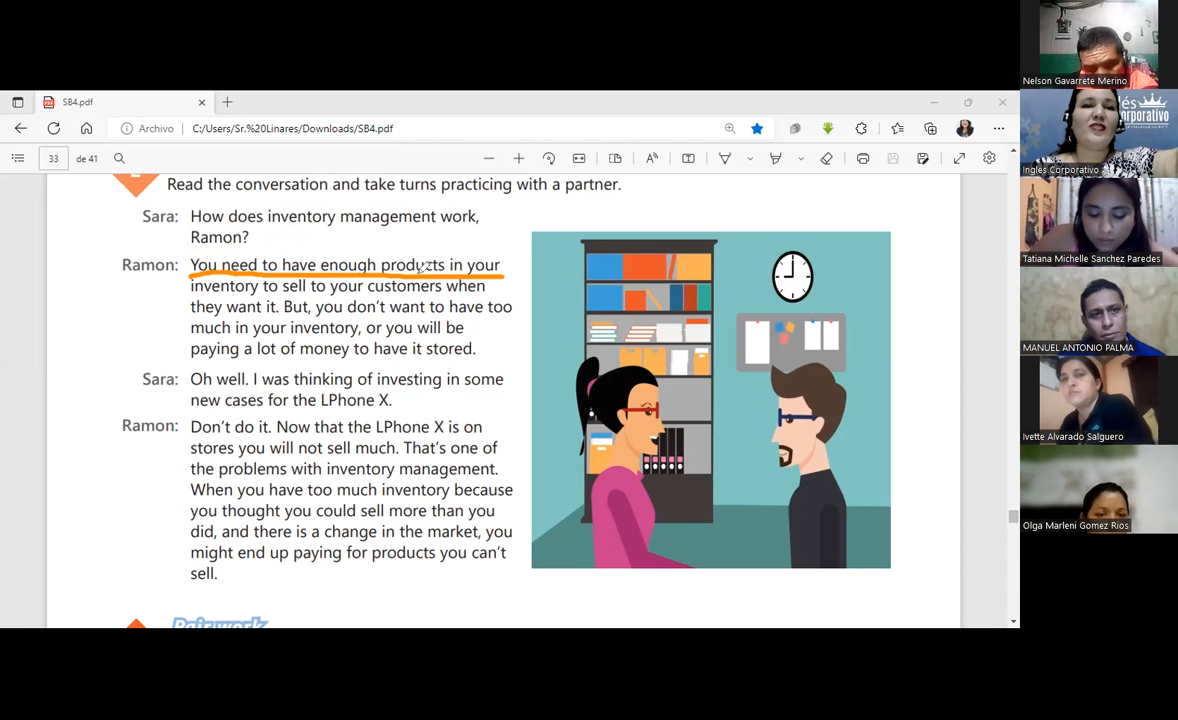 SB4.pdf
Archivo
C:/Users/Sr.%20Linares/Downloads/SB4.pdf
33
de 41
Read the conversation and take turns practicing with a partner.
Sara: How does inventory management work,
Ramon?
Ramon: You need to have enough products in your
inventory to sell to your customers when
they want it. But, you don't want to have too
much in your inventory, or you will be
paying a lot of money to have it stored.
Sara: Oh well. I was thinking of investing in some
new cases for the LPhone X.
Ramon: Don't do it. Now that the LPhone X is on
stores you will not sell much. That's one of
the problems with inventory management.
When you have too much inventory because
you thought you could sell more than you
did, and there is a change in the market, you
might end up paying for products you can't
sell.
Pair work
Nelson Gavarrete Merino
Inglés Corporativo
Tatiana Michelle Sanchez Paredes
MANUEL ANTONIO PALMA
Ivette Alvarado Salguero
Olga Marleni Gomez Rios